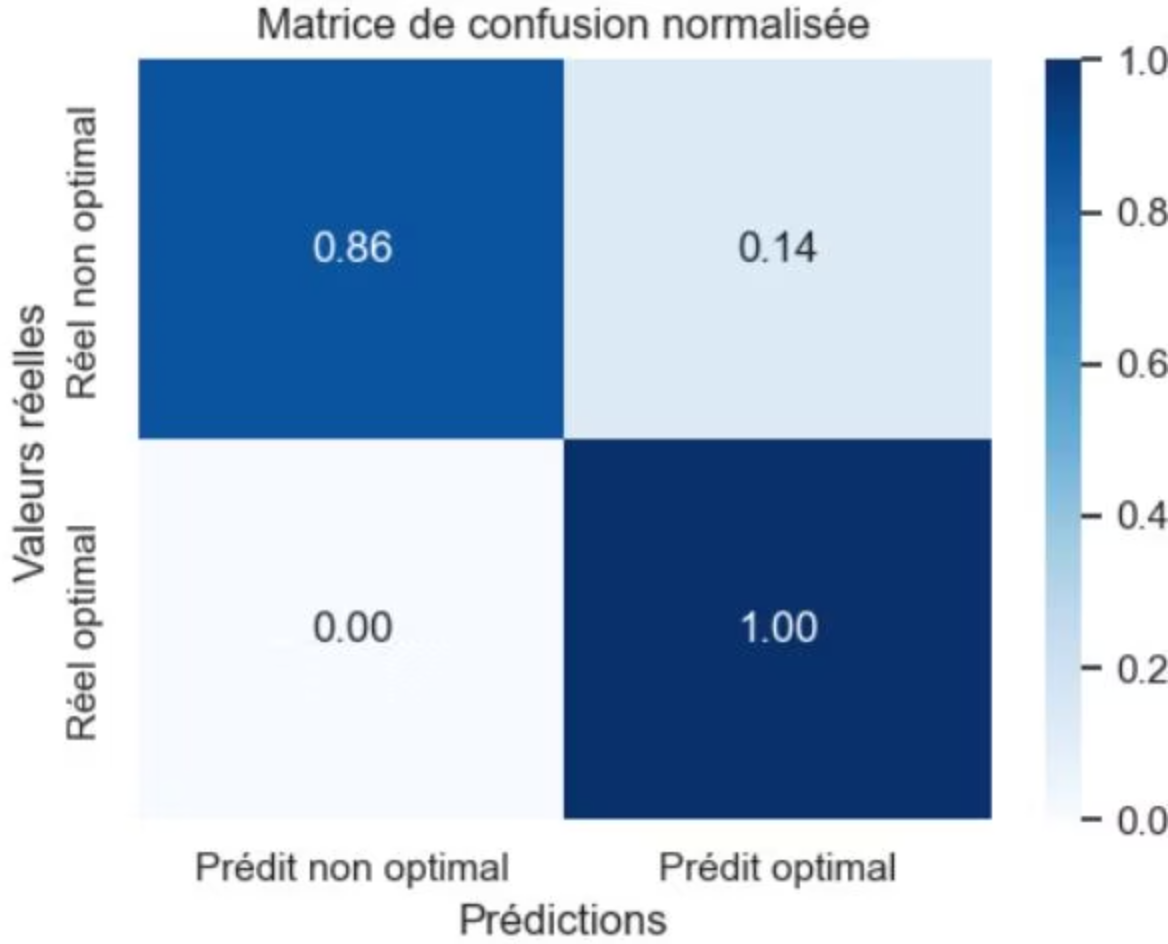 Matrice de confusion normalisée
Valeurs réelles
Réel non optimal
Réel optimal
0.86
0.14
0.00
1.00
1.0
0.8
0.6
0.4
0.2
0.0
Prédit non optimal
Prédit optimal
Prédictions